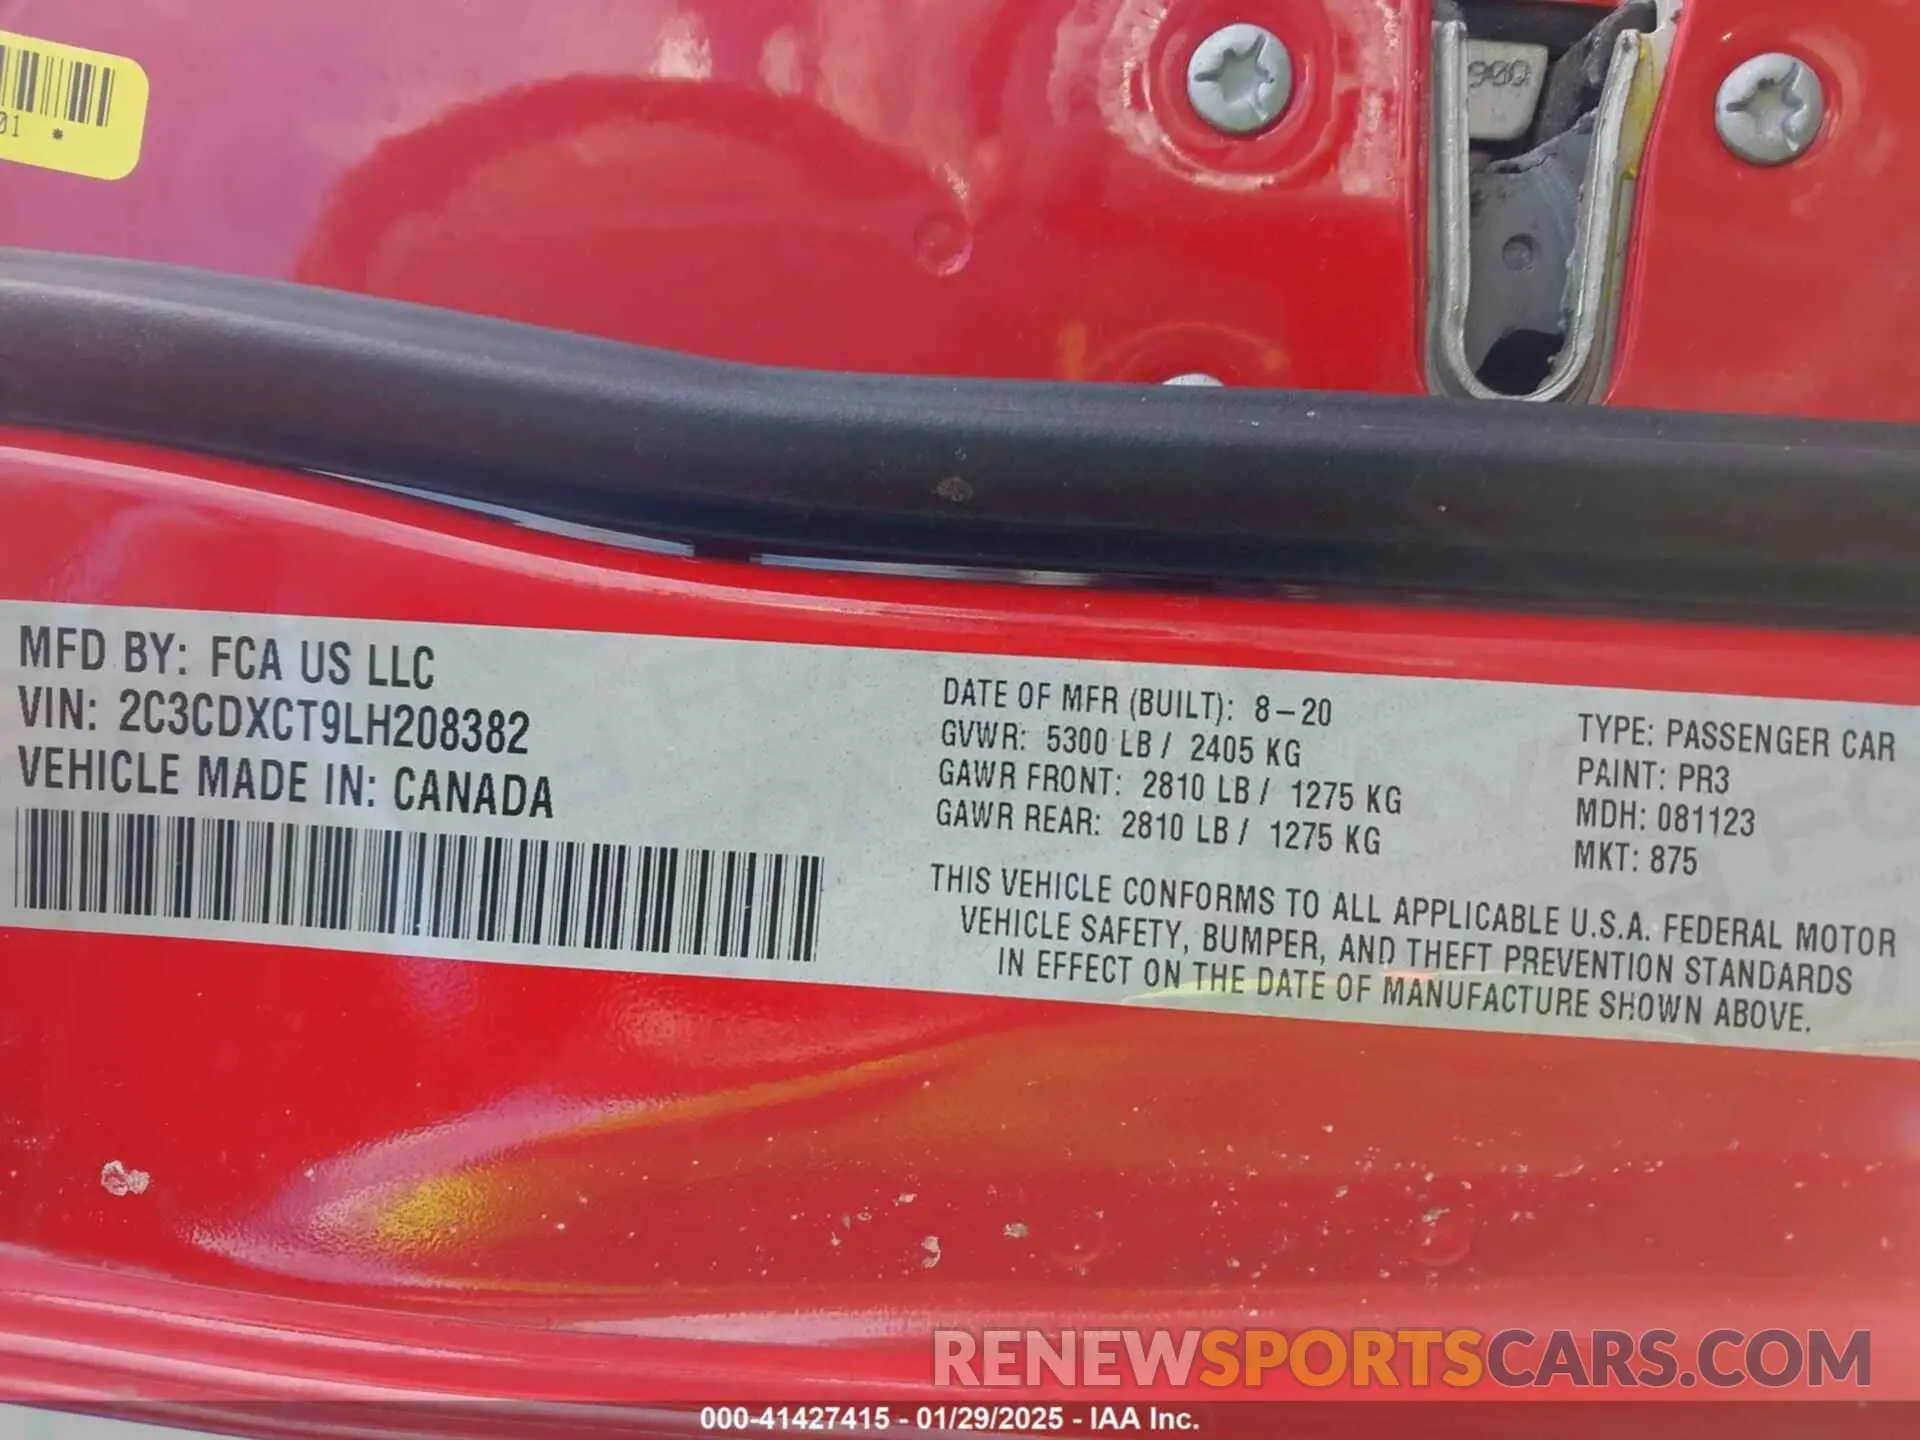 01 *
906
MFD BY: FCA US LLC
VIN: 2C3CDXCT9LH208382
VEHICLE MADE IN: CANADA
DATE OF MFR (BUILT): 8-20
GVWR: 5300 LB / 2405 KG
GAWR FRONT: 2810 LB / 1275 KG
GAWR REAR: 2810 LB / 1275 KG
TYPE: PASSENGER CAR
PAINT: PR3
MDH: 081123
MKT: 875
THIS VEHICLE CONFORMS TO ALL APPLICABLE U.S.A. FEDERAL MOTOR
VEHICLE SAFETY, BUMPER, AND THEFT PREVENTION STANDARDS
IN EFFECT ON THE DATE OF MANUFACTURE SHOWN ABOVE.
RENEWSPORTSCARS.COM
000-41427415 - 01/29/2025 - IAA Inc.